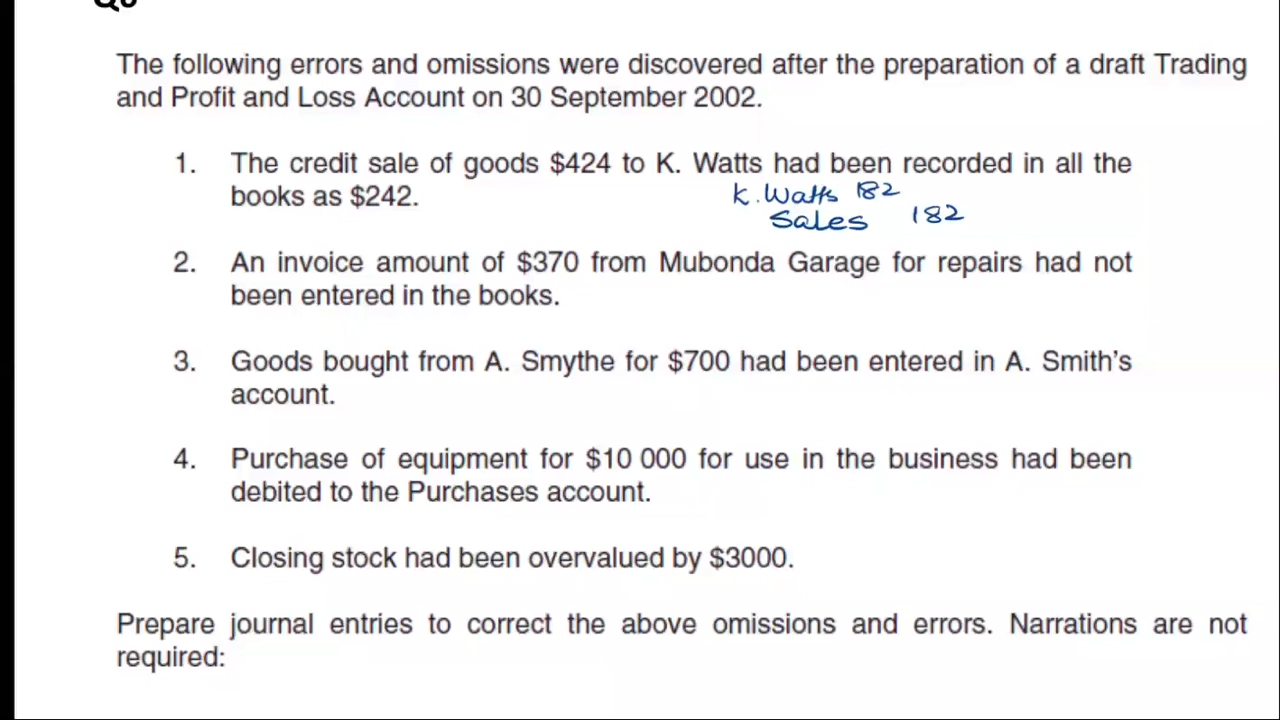 The following errors and omissions were discovered after the preparation of a draft Trading
and Profit and Loss Account on 30 September 2002.
1. The credit sale of goods $424 to K. Watts had been recorded in all the
books as $242.
K. Watts 182
Sales 182
2. An invoice amount of $370 from Mubonda Garage for repairs had not
been entered in the books.
3. Goods bought from A. Smythe for $700 had been entered in A. Smith's
account.
4. Purchase of equipment for $10 000 for use in the business had been
debited to the Purchases account.
5. Closing stock had been overvalued by $3000.
Prepare journal entries to correct the above omissions and errors. Narrations are not
required: